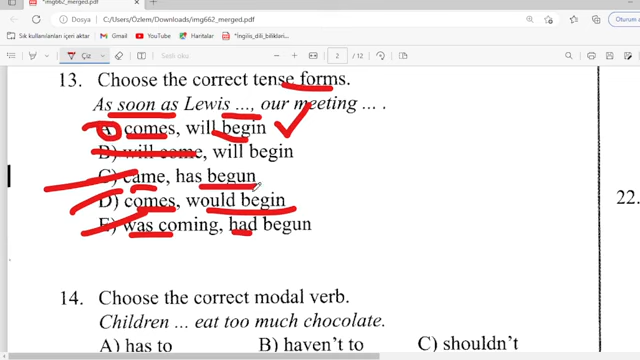 *img662_merged.pdf
Dosya
C:/Users/Özlem/Downloads/img662_merged.pdf
Sık kullanılanları içeri aktar
Haritalar
YouTube
*İngilis_dili_bilikleri
Çiz
Sesli oku
2 / 12
13. Choose the correct tense forms.
As soon as Lewis ..., our meeting ... .
A) comes, will begin
B) will come, will begin
C) came, has begun
D) comes, would begin
E) was coming, had begun
22.
14. Choose the correct modal verb.
Children ... eat too much chocolate.
A) has to B) haven't to C) shouldn't